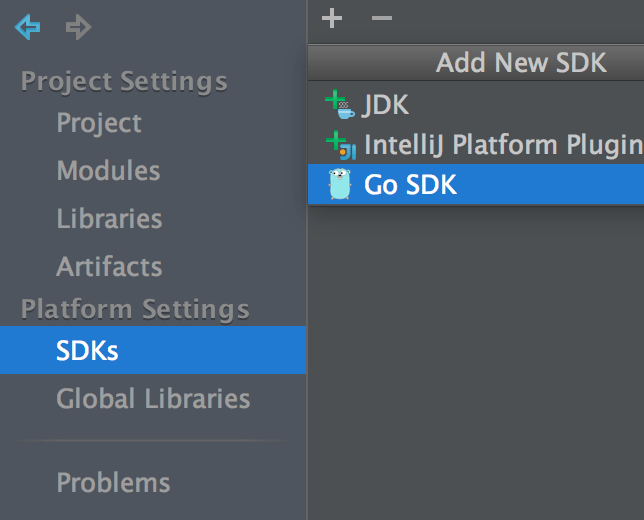 Project Settings
Project
Modules
Libraries
Artifacts
Platform Settings
SDKs
Global Libraries
Problems
Add New SDK
JDK
IntelliJ Platform Plugin
Go SDK